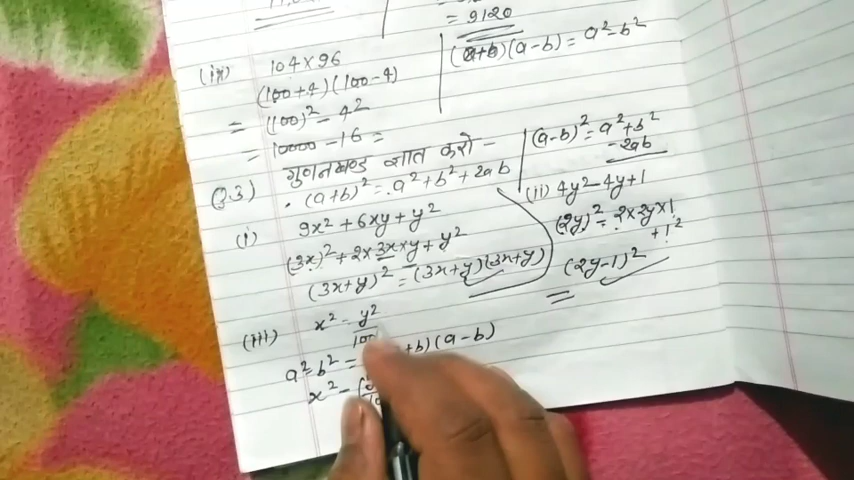 = 9120
(a+b)(a-b) = a²-b²
(ix) 104×96
(100+4)(100-4)
= (100)² - 4²
= 10000 - 16 =
Q.3) गुणनखण्ड ज्ञात करो -
. (a+b)² = a²+b²+2ab
(i) 9x² + 6xy + y²
(3x)² + 2×3x×y + y²
(3x+y)² = (3x+y)(3x+y)
(a-b)² = a²+b²
-2ab
(ii) 4y²-4y+1
(2y)² = 2×2y×1
+1²
(2y-1)²
=
(iii) x² - y²
a²-b² = +b)(a-b)
x² -